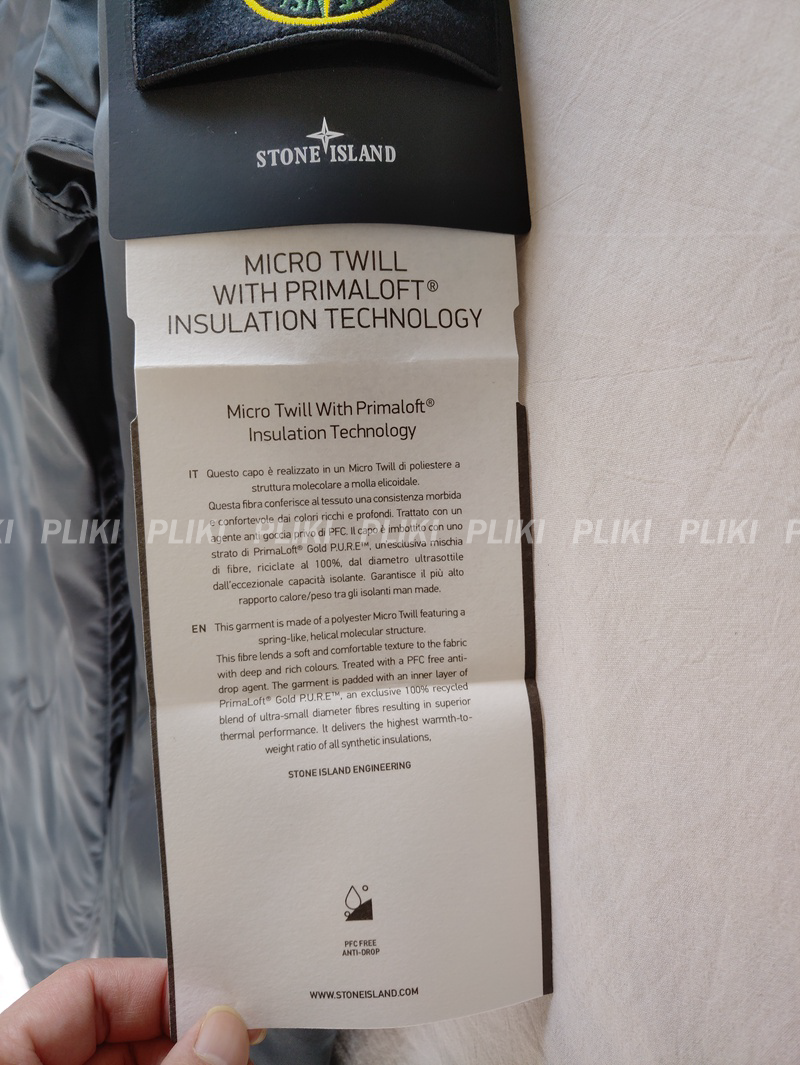 STONE ISLAND
MICRO TWILL
WITH PRIMALOFT®
INSULATION TECHNOLOGY
Micro Twill With Primaloft®
Insulation Technology
IT Questo capo è realizzato in un Micro Twill di poliestere a
struttura molecolare a molla elicoidale.
Questa fibra conferisce al tessuto una consistenza morbida
e confortevole dai colori ricchi e profondi. Trattato con un
PLIKI PLIKI PLIKI PLIKI PLIKI PLIKI
agente anti goccia privo di PFC. Il capo è imbottito con uno
strato di PrimaLoft® Gold P.U.R.E™, un'esclusiva mischia
di fibre, riciclate al 100%, dal diametro ultrasottile
dall'eccezionale capacità isolante. Garantisce il più alto
rapporto calore/peso tra gli isolanti man made.
EN This garment is made of a polyester Micro Twill featuring a
spring-like, helical molecular structure.
This fibre lends a soft and comfortable texture to the fabric
with deep and rich colours. Treated with a PFC free anti-
drop agent. The garment is padded with an inner layer of
PrimaLoft® Gold P.U.R.E™, an exclusive 100% recycled
blend of ultra-small diameter fibres resulting in superior
thermal performance. It delivers the highest warmth-to-
weight ratio of all synthetic insulations,
STONE ISLAND ENGINEERING
PFC FREE
ANTI-DROP
WWW.STONEISLAND.COM